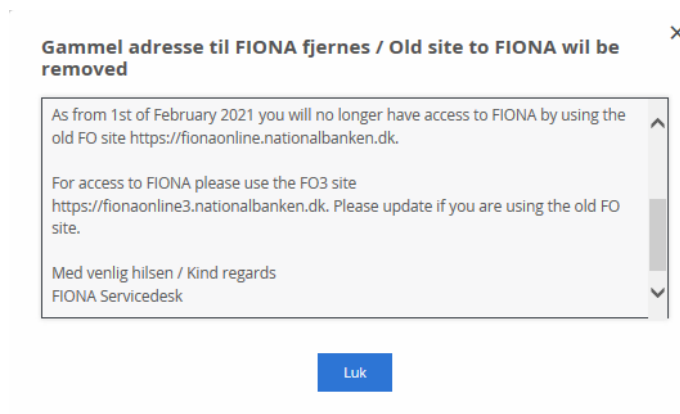 Gammel adresse til FIONA fjernes / Old site to FIONA wil be
removed
As from 1st of February 2021 you will no longer have access to FIONA by using the
old FO site https://fionaonline.nationalbanken.dk.
For access to FIONA please use the FO3 site
https://fionaonline3.nationalbanken.dk. Please update if you are using the old FO
site.
Med venlig hilsen / Kind regards
FIONA Servicedesk
Luk